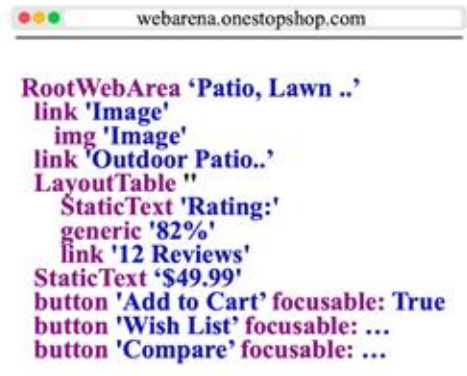 webarena.onestopshop.com
RootWebArea ‘Patio, Lawn ..’
link 'Image'
img 'Image'
link 'Outdoor Patio..’
LayoutTable ''
StaticText 'Rating:'
generic '82%'
link '12 Reviews'
StaticText ‘$49.99'
button 'Add to Cart’ focusable: True
button 'Wish List’ focusable: …
button 'Compare’ focusable: …